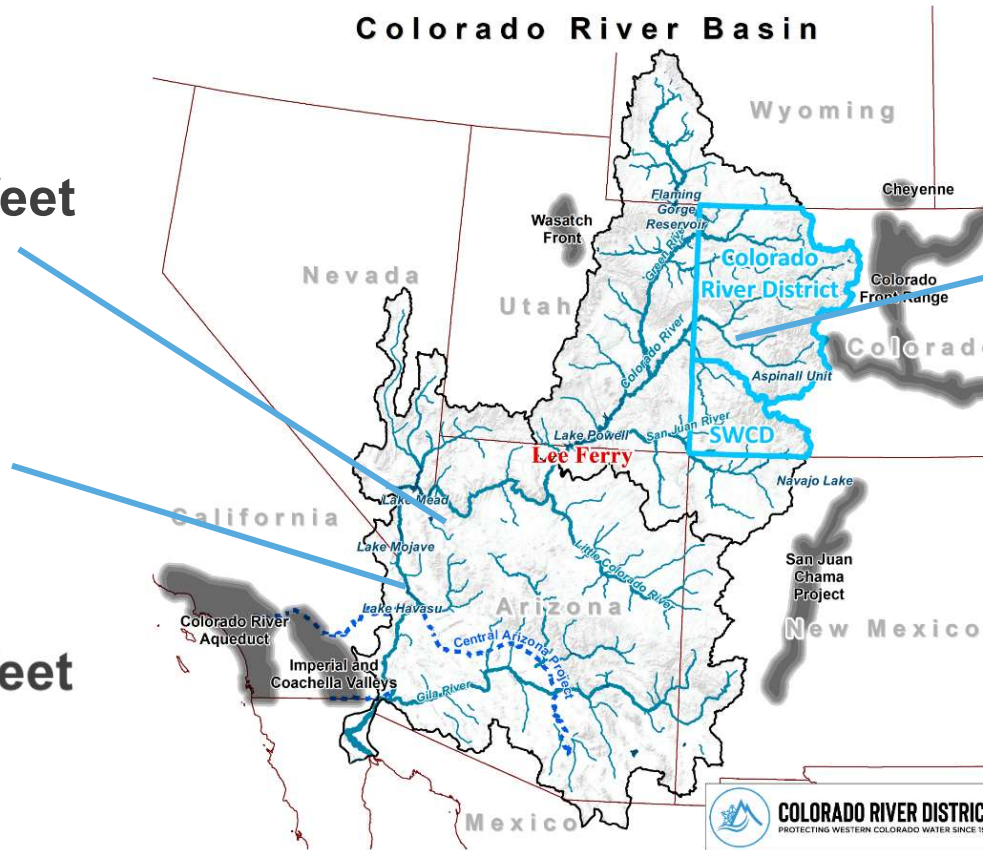 Colorado River Basin
Wyoming
feet
Cheyenne
Flaming
Gorge
Reservoir
Wasatch
Front
Green River
Colorado
River District
Nevada
Colorado
Front Range
Utah
Colorado River
Colorado
Aspinall Unit
San Juan River
SWCD
Lake Powell
Lee Ferry
Navajo Lake
Lake Mead
California
Lake Mojave
Little Colorado River
San Juan
Chama
Project
Lake Havasu
Arizona
Colorado River
Aqueduct
New Mexico
Central Arizona Project
Imperial and
Coachella Valleys
feet
Gila River
Mexico
COLORADO RIVER DISTRIC
PROTECTING WESTERN COLORADO WATER SINCE 19